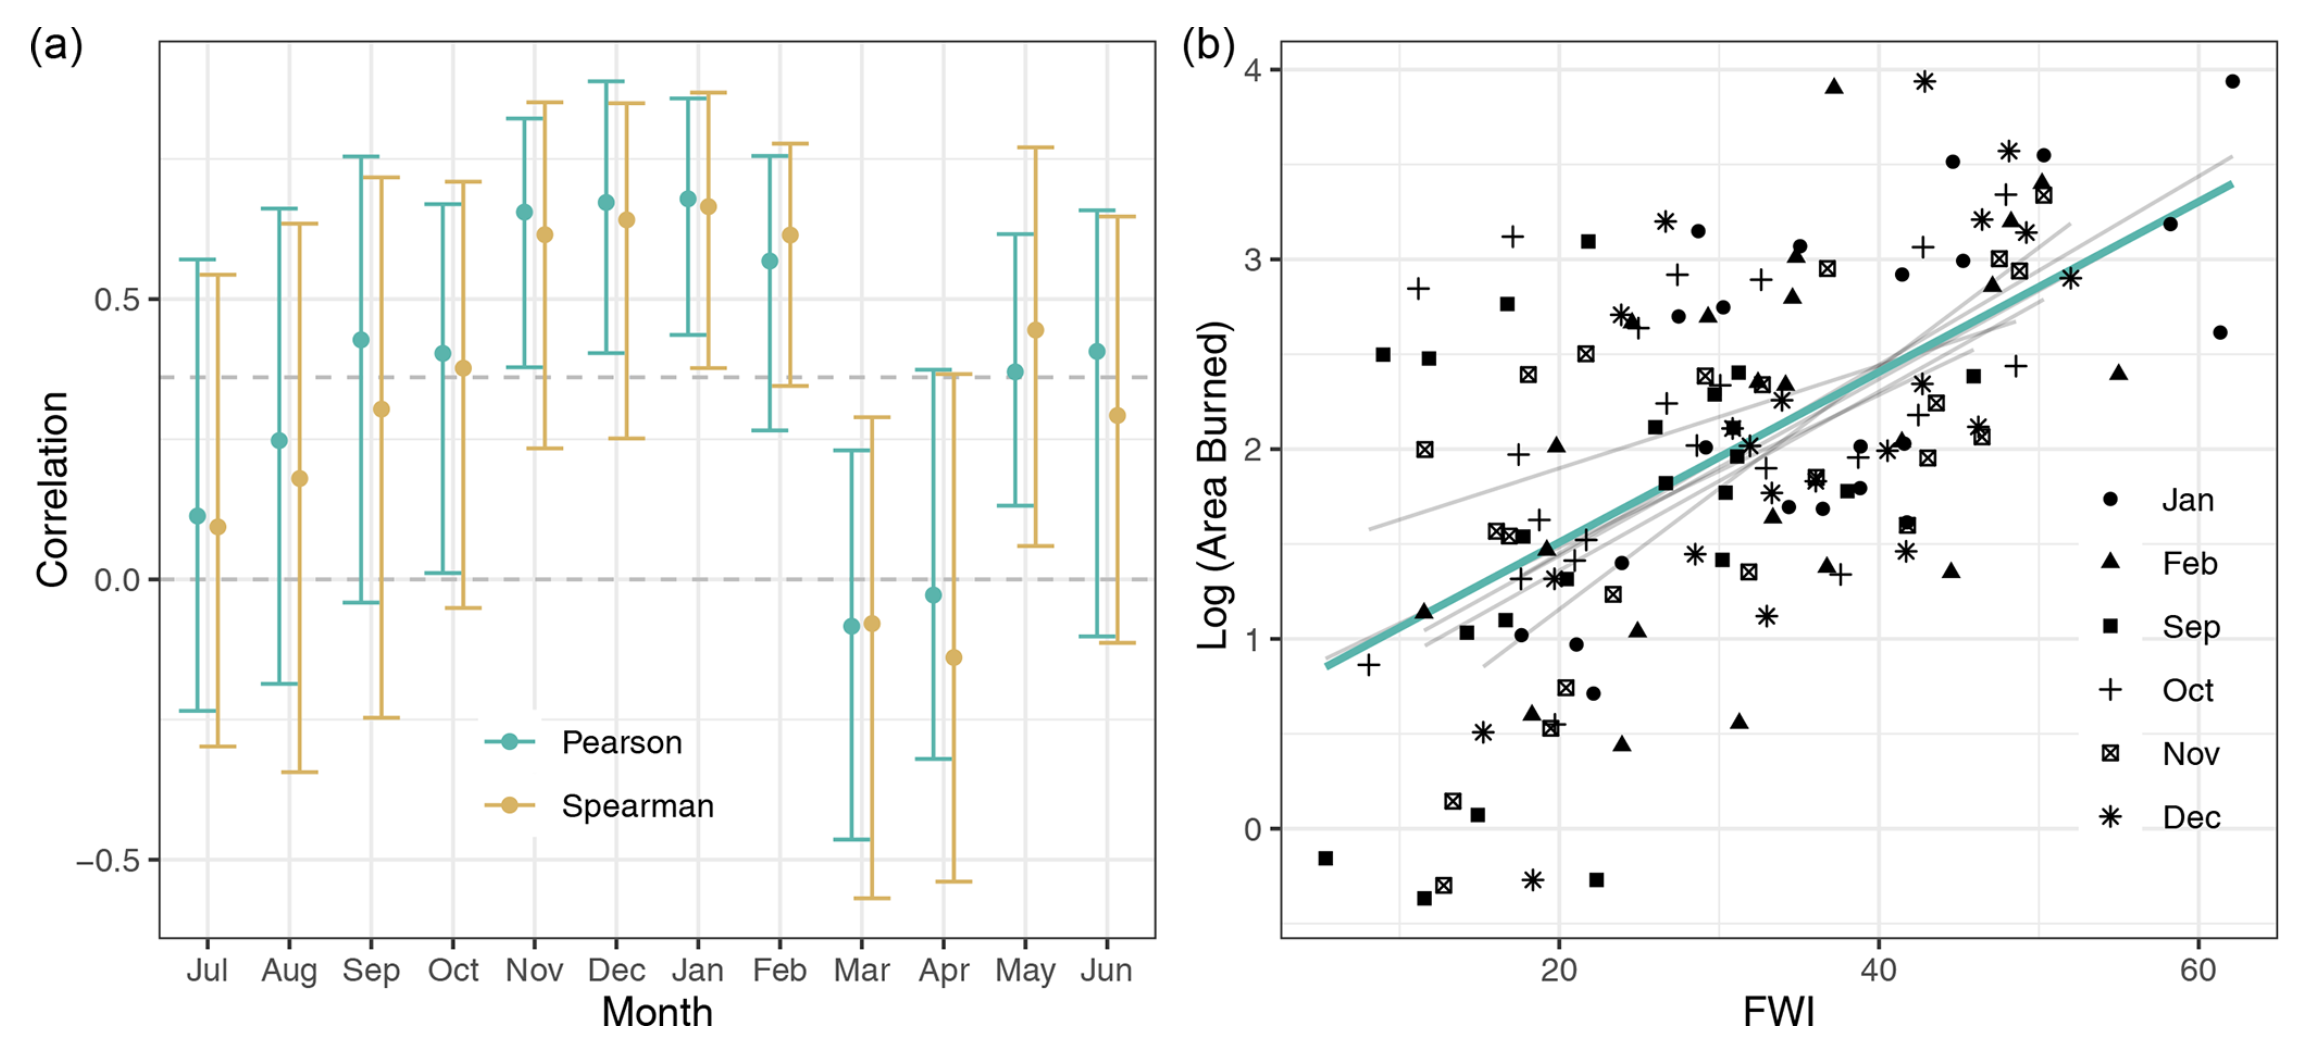 (a)
Correlation
0.5
0.0
−0.5
Pearson
Spearman
Jul Aug Sep Oct Nov Dec Jan Feb Mar Apr May Jun
Month
(b)
Log (Area Burned)
4
3
2
1
0
Jan
Feb
Sep
Oct
Nov
Dec
20 40 60
FWI